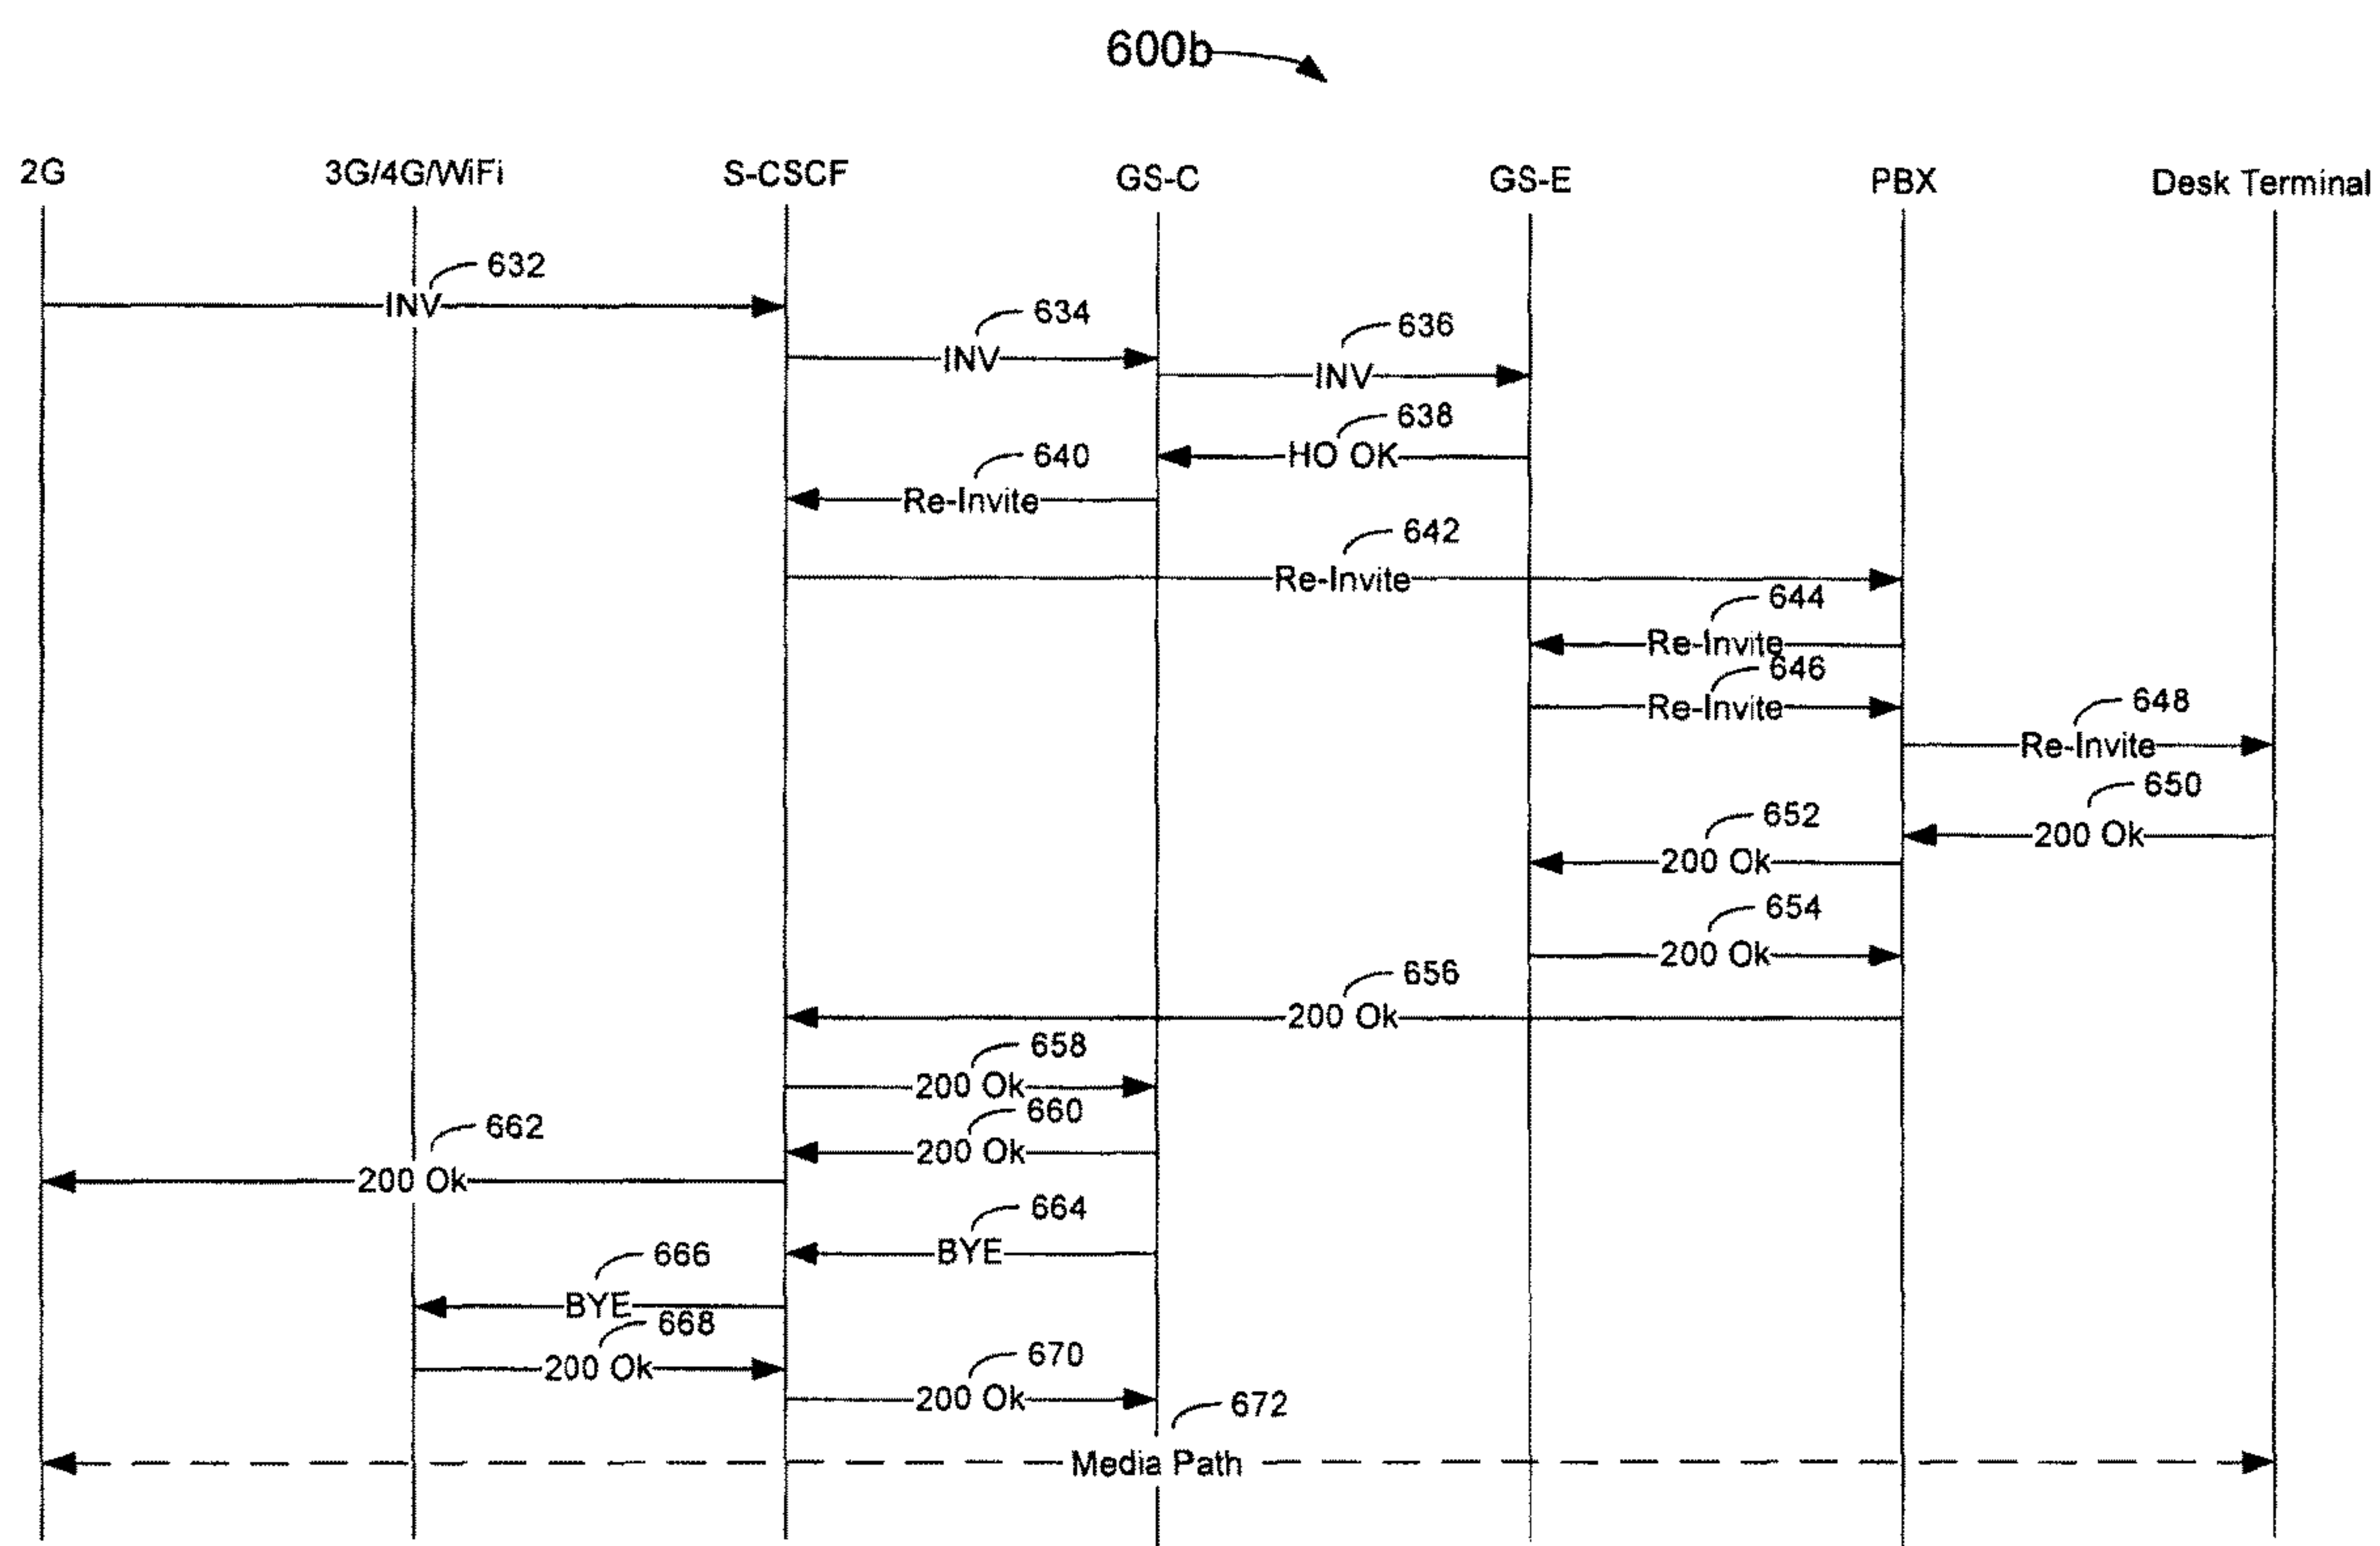 600b
2G 3G/4G/WiFi S-CSCF GS-C GS-E PBX Desk Terminal
632
INV
634
INV
636
INV
638
HO OK
640
Re-Invite
642
Re-Invite
644
Re-Invite
646
Re-Invite
648
Re-Invite
650
200 Ok
652
200 Ok
654
200 Ok
656
200 Ok
658
200 Ok
660
200 Ok
662
200 Ok
664
BYE
666
BYE
668
200 Ok
670
200 Ok
672
Media Path